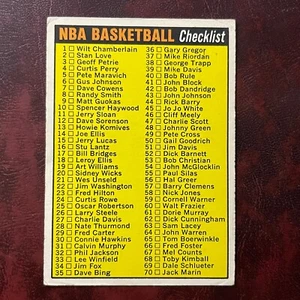 NBA BASKETBALL Checklist
1 Wilt Chamberlain
2 Stan Love
3 Geoff Petrie
4 Curtis Perry
5 Pete Maravich
6 Gus Johnson
7 Dave Cowens
8 Randy Smith
9 Matt Guokas
10 Spencer Haywood
11 Jerry Sloan
12 Dave Sorenson
13 Howie Komives
14 Joe Ellis
15 Jerry Lucas
16 Stu Lantz
17 Bill Bridges
18 Leroy Ellis
19 Art Williams
20 Sidney Wicks
21 Wes Unseld
22 Jim Washington
23 Fred Hilton
24 Curtis Rowe
25 Oscar Robertson
26 Larry Steele
27 Charlie Davis
28 Nate Thurmond
29 Fred Carter
30 Connie Hawkins
31 Calvin Murphy
32 Phil Jackson
33 Lee Winfield
34 Jim Fox
35 Dave Bing
36 Gary Gregor
37 Mike Riordan
38 George Trapp
39 Mike Davis
40 Bob Rule
41 John Block
42 Bob Dandridge
43 John Johnson
44 Rick Barry
45 Jo Jo White
46 Cliff Meely
47 Charlie Scott
48 Johnny Green
49 Pete Cross
50 Gail Goodrich
51 Jim Davis
52 Dick Barnett
53 Bob Christian
54 Jon McGlocklin
55 Paul Silas
56 Hal Greer
57 Barry Clemens
58 Nick Jones
59 Cornell Warner
60 Walt Frazier
61 Dorie Murray
62 Dick Cunningham
63 Sam Lacey
64 John Warren
65 Tom Boerwinkle
66 Fred Foster
67 Mel Counts
68 Toby Kimball
69 Dale Schlueter
70 Jack Marin